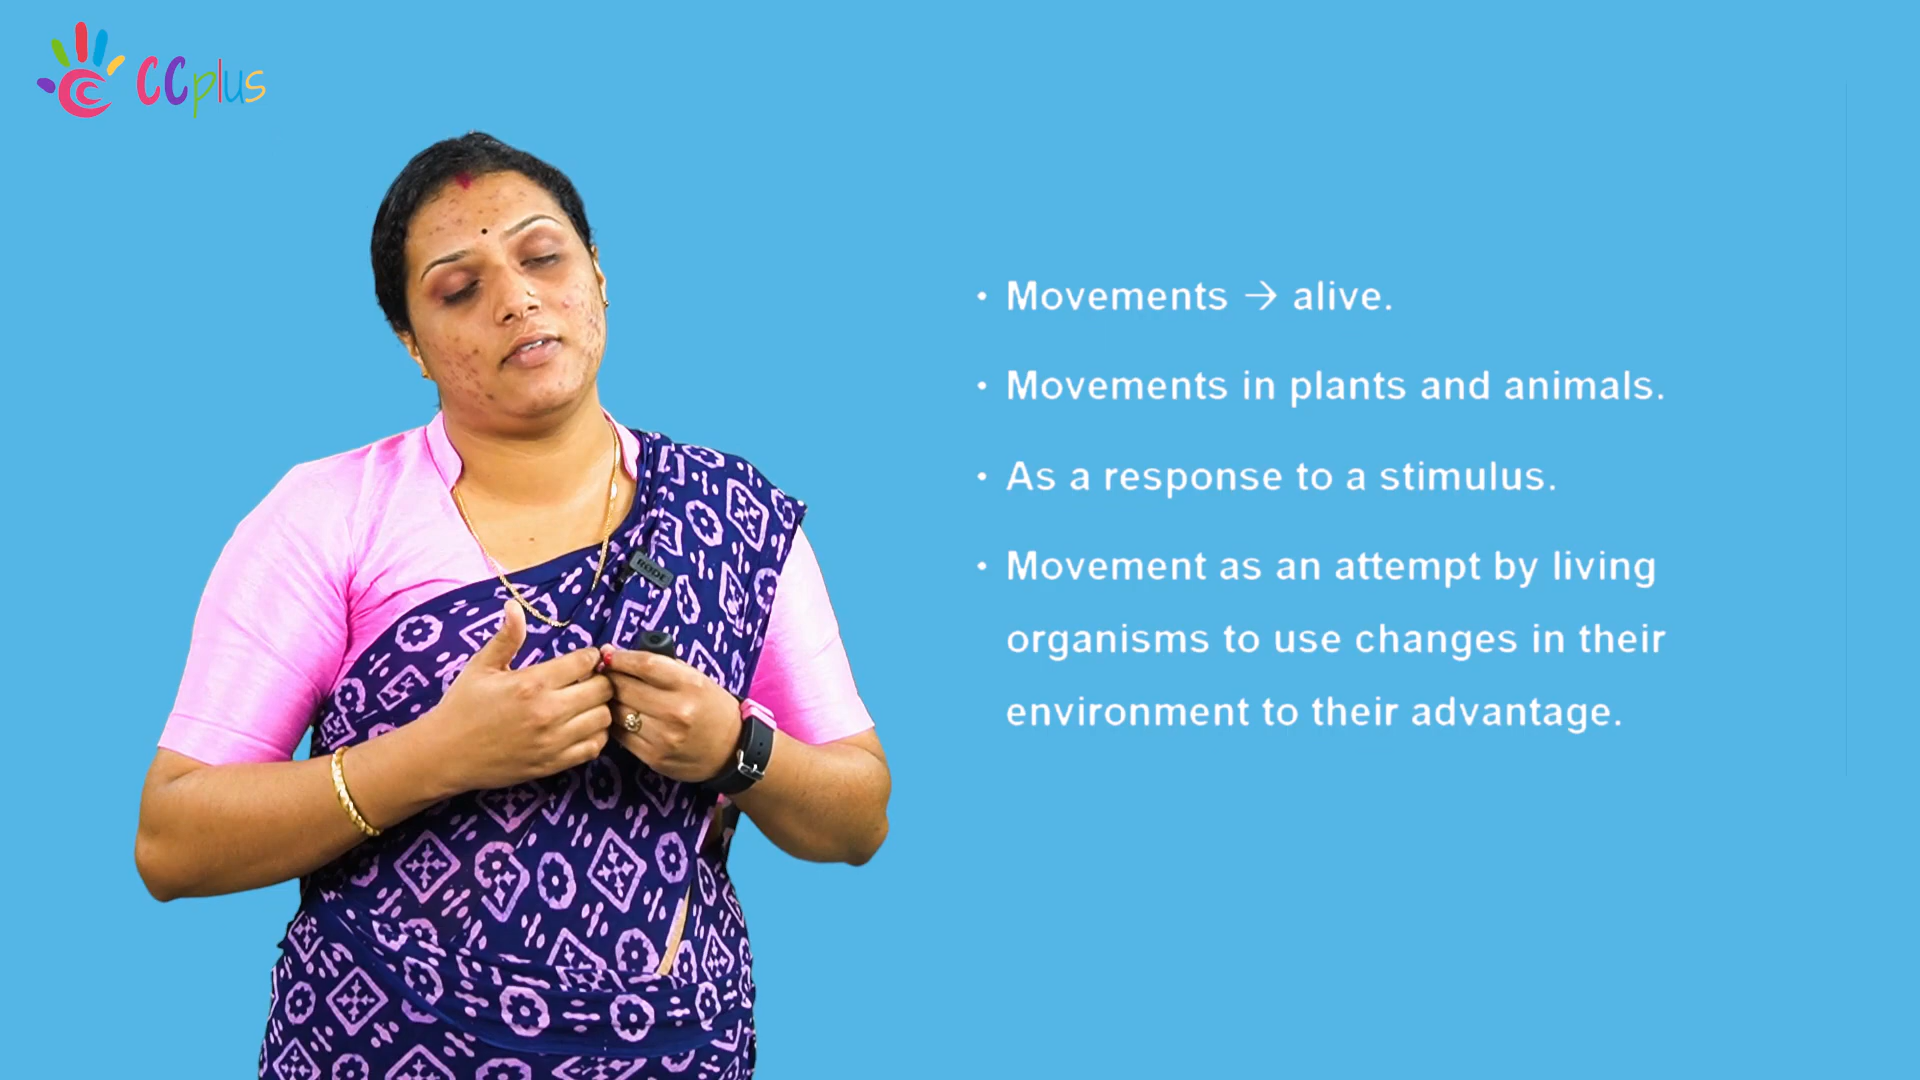 CCplus
• Movements → alive.
• Movements in plants and animals.
• As a response to a stimulus.
• Movement as an attempt by living
organisms to use changes in their
environment to their advantage.
RODE